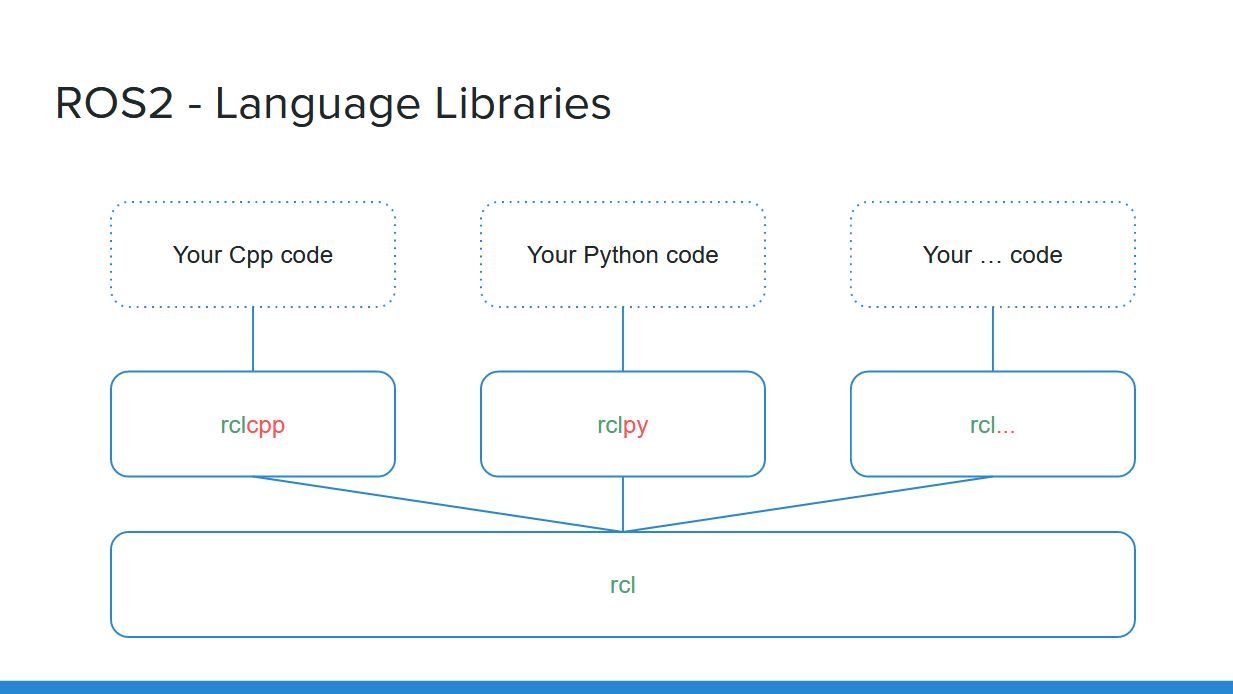 ROS2 - Language Libraries
Your Cpp code
Your Python code
Your … code
rclcpp
rclpy
rcl...
rcl